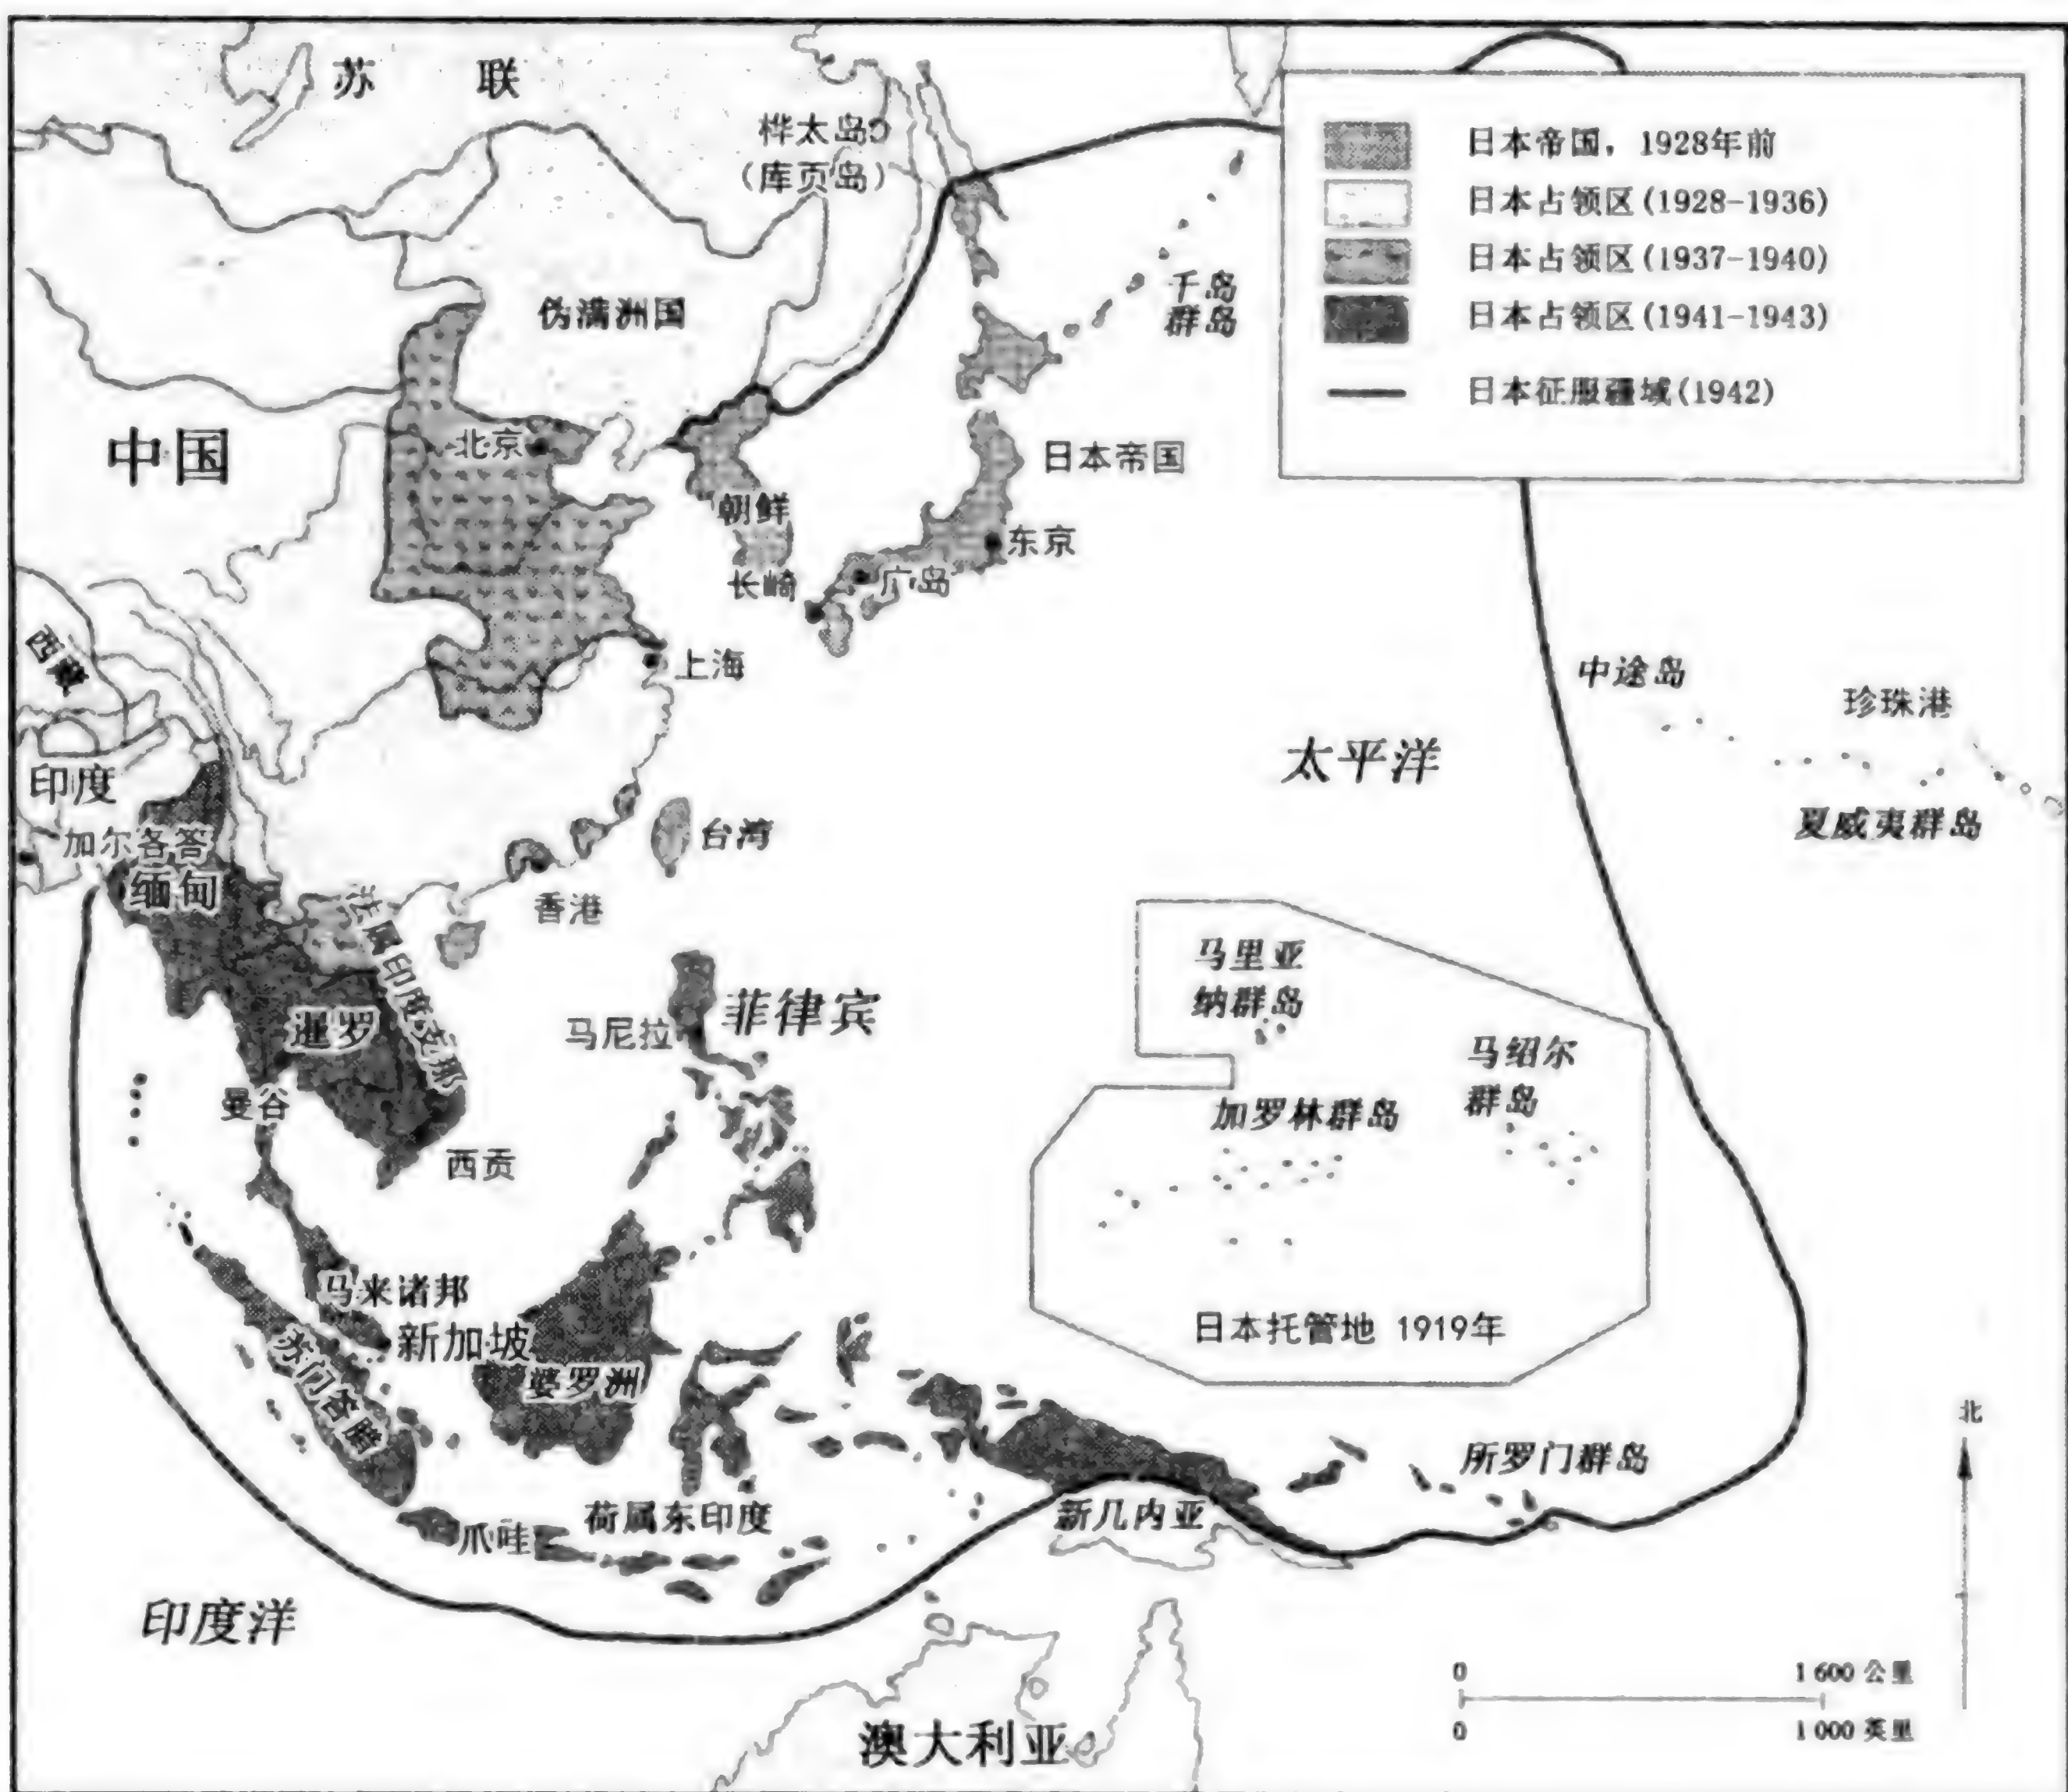 苏 联
桦太岛
(库页岛)
日本帝国，1928年前
日本占领区(1928-1936)
日本占领区(1937-1940)
日本占领区(1941-1943)
日本征服疆域(1942)
千岛
群岛
伪满洲国
中国
北京
日本帝国
朝鲜
东京
长崎
广岛
西藏
上海
中途岛
珍珠港
太平洋
印度
夏威夷群岛
加尔各答
台湾
缅甸
香港
法属印度支那
马里亚
纳群岛
菲律宾
暹罗
马尼拉
马绍尔
群岛
曼谷
加罗林群岛
西贡
马来诸邦
日本托管地 1919年
新加坡
苏门答腊
婆罗洲
北
所罗门群岛
荷属东印度
新几内亚
爪哇
印度洋
0 1600公里
0 1000英里
澳大利亚